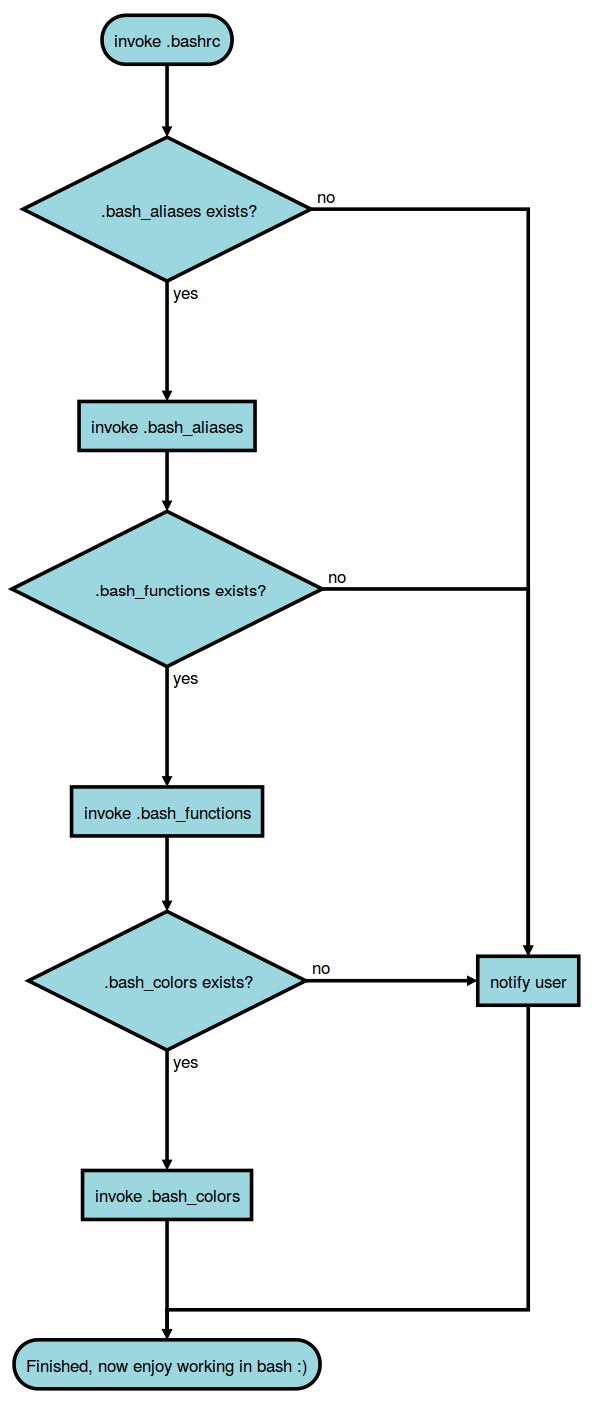 invoke .bashrc
.bash_aliases exists?
no
yes
invoke .bash_aliases
.bash_functions exists?
no
yes
invoke .bash_functions
.bash_colors exists?
no
notify user
yes
invoke .bash_colors
Finished, now enjoy working in bash :)